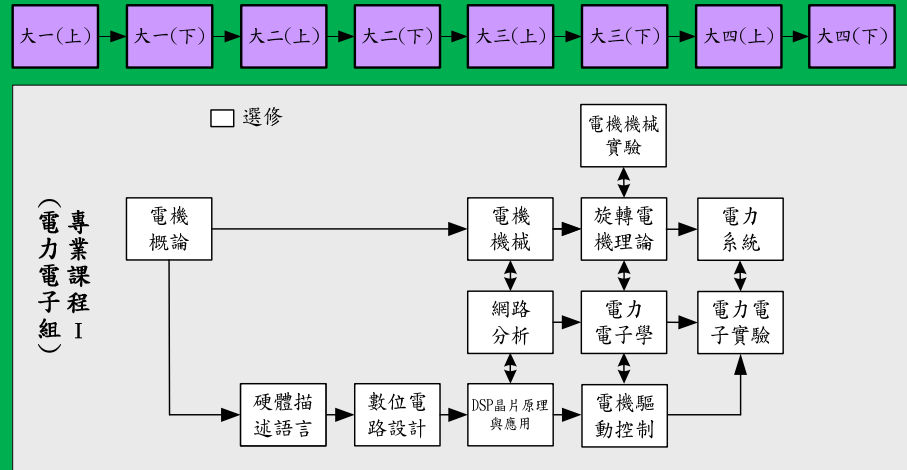 大一(上)
大一(下)
大二(上)
大二(下)
大三(上)
大三(下)
大四(上)
大四(下)
選修
專業課程 I
(電力電子組)
電機機械
實驗
電機
概論
電機
機械
旋轉電
機理論
電力
系統
網路
分析
電力
電子學
電力電
子實驗
硬體描
述語言
數位電
路設計
DSP晶片原理
與應用
電機驅
動控制